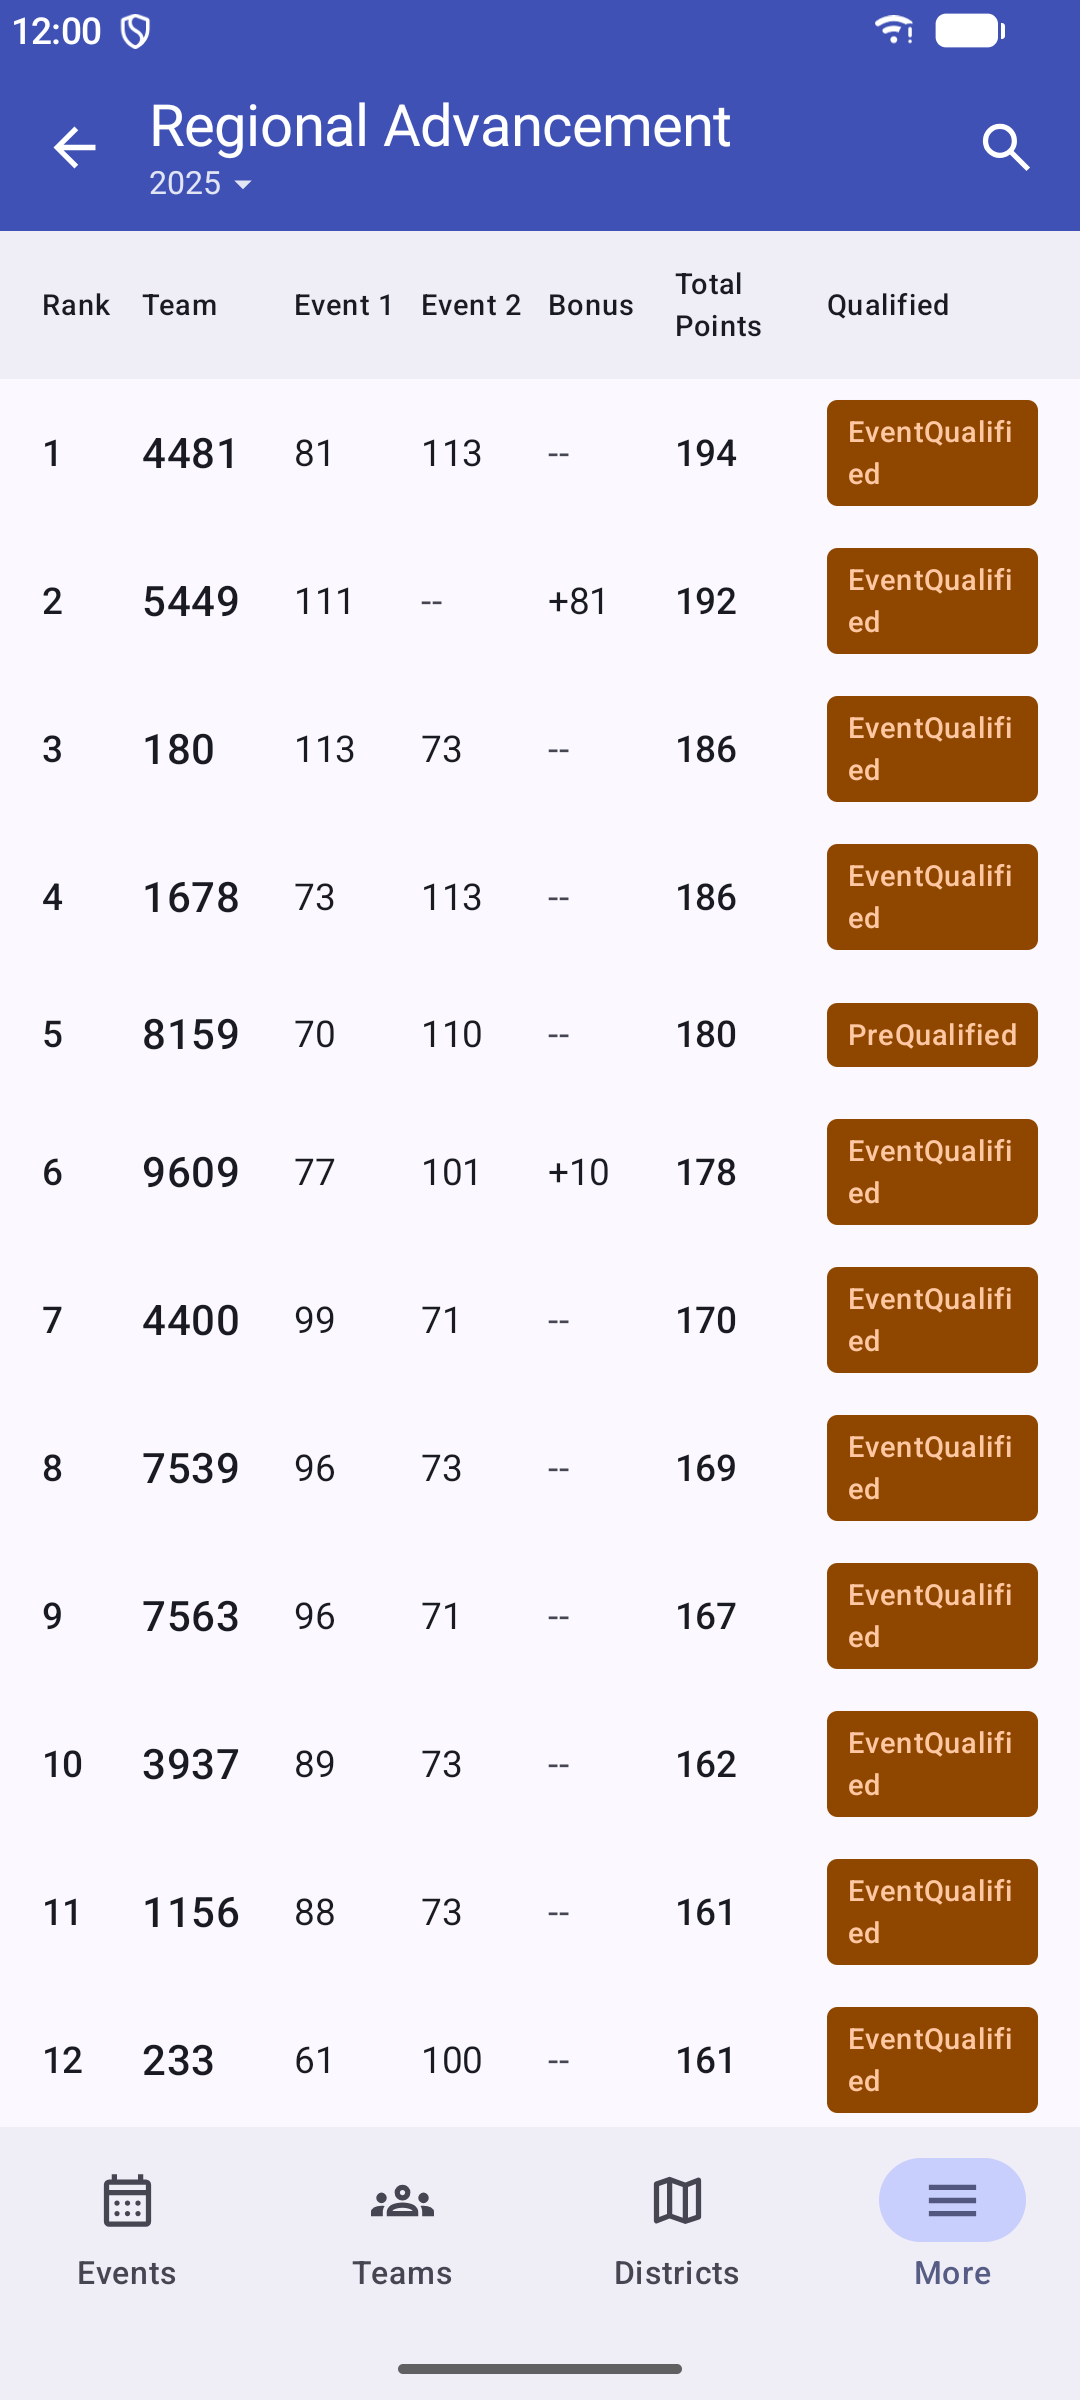 12:00
Regional Advancement
2025
Rank Team Event 1 Event 2 Bonus Total Points Qualified
1 4481 81 113 -- 194 EventQualifi
ed
2 5449 111 -- +81 192 EventQualifi
ed
3 180 113 73 -- 186 EventQualifi
ed
4 1678 73 113 -- 186 EventQualifi
ed
5 8159 70 110 -- 180 PreQualified
6 9609 77 101 +10 178 EventQualifi
ed
7 4400 99 71 -- 170 EventQualifi
ed
8 7539 96 73 -- 169 EventQualifi
ed
9 7563 96 71 -- 167 EventQualifi
ed
10 3937 89 73 -- 162 EventQualifi
ed
11 1156 88 73 -- 161 EventQualifi
ed
12 233 61 100 -- 161 EventQualifi
ed
Events Teams Districts More